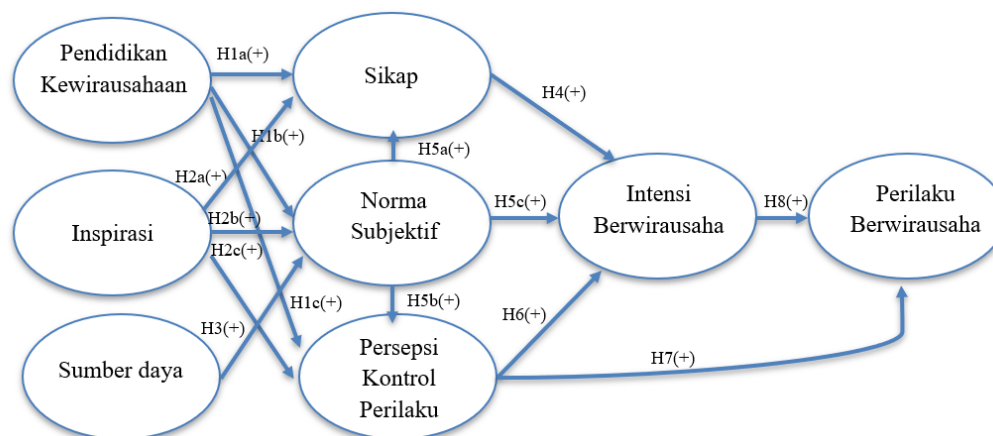 Pendidikan
Kewirausahaan
H1a(+)
Sikap
H4(+)
H1b(+)
H5a(+)
H2a(+)
Inspirasi
H2b(+)
H2c(+)
Norma
Subjektif
H5c(+)
Intensi
Berwirausaha
H8(+)
Perilaku
Berwirausaha
H1c(+)
H5b(+)
H3(+)
H6(+)
Sumber daya
Persepsi
Kontrol
Perilaku
H7(+)